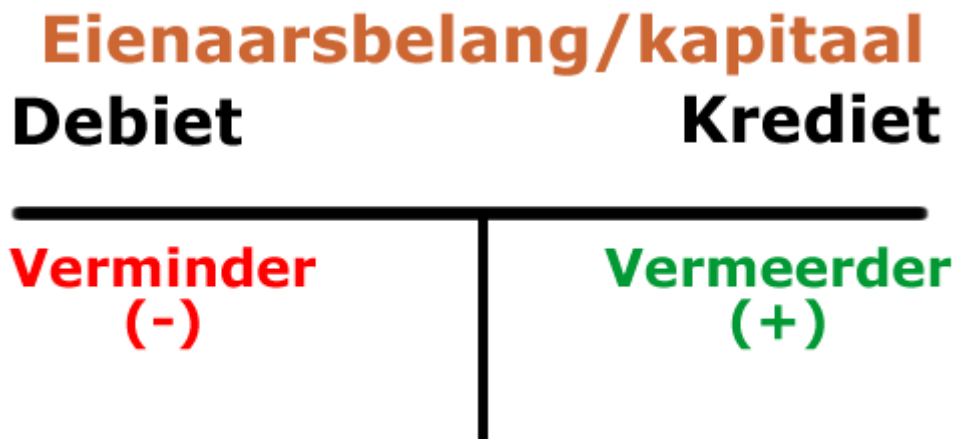 Eienaarsbelang/kapitaal
Debiet Krediet
Verminder Vermeerder
(-) (+)